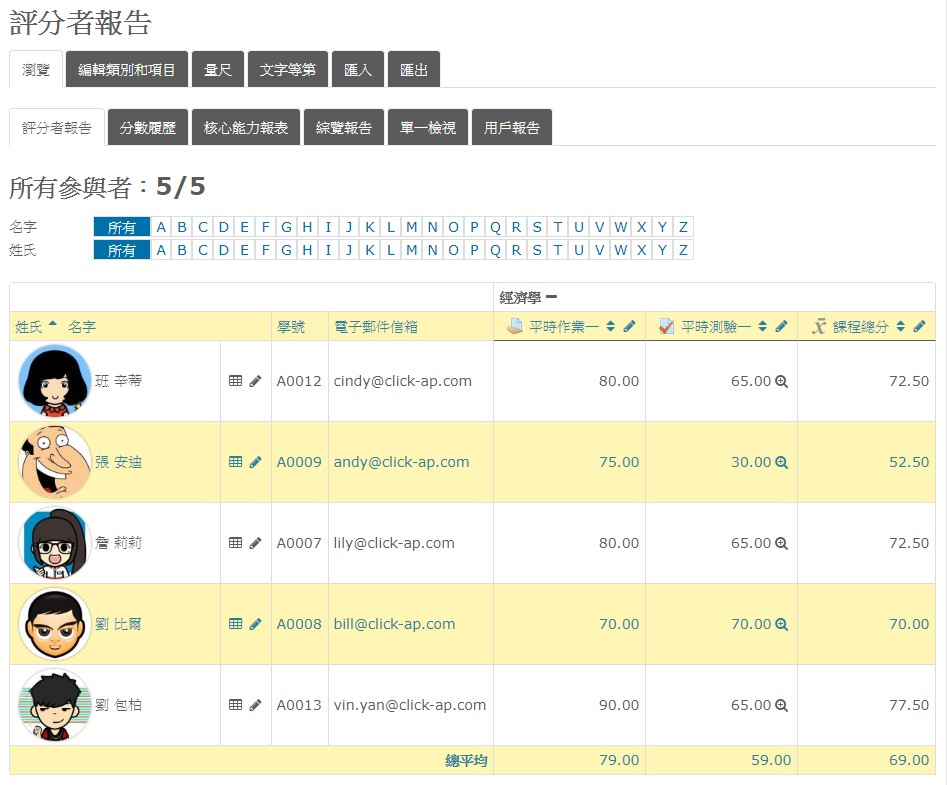 評分者報告
瀏覽 編輯類別和項目 量尺 文字等第 匯入 匯出
評分者報告 分數履歷 核心能力報表 綜覽報告 單一檢視 用戶報告
所有參與者：5/5
名字 所有 A B C D E F G H I J K L M N O P Q R S T U V W X Y Z
姓氏 所有 A B C D E F G H I J K L M N O P Q R S T U V W X Y Z
經濟學
姓氏 名字 學號 電子郵件信箱 平時作業一 平時測驗一 x̄ 課程總分
班 辛蒂 A0012 cindy@click-ap.com 80.00 65.00 72.50
張 安迪 A0009 andy@click-ap.com 75.00 30.00 52.50
詹 莉莉 A0007 lily@click-ap.com 80.00 65.00 72.50
劉 比爾 A0008 bill@click-ap.com 70.00 70.00 70.00
劉 包柏 A0013 vin.yan@click-ap.com 90.00 65.00 77.50
總平均 79.00 59.00 69.00